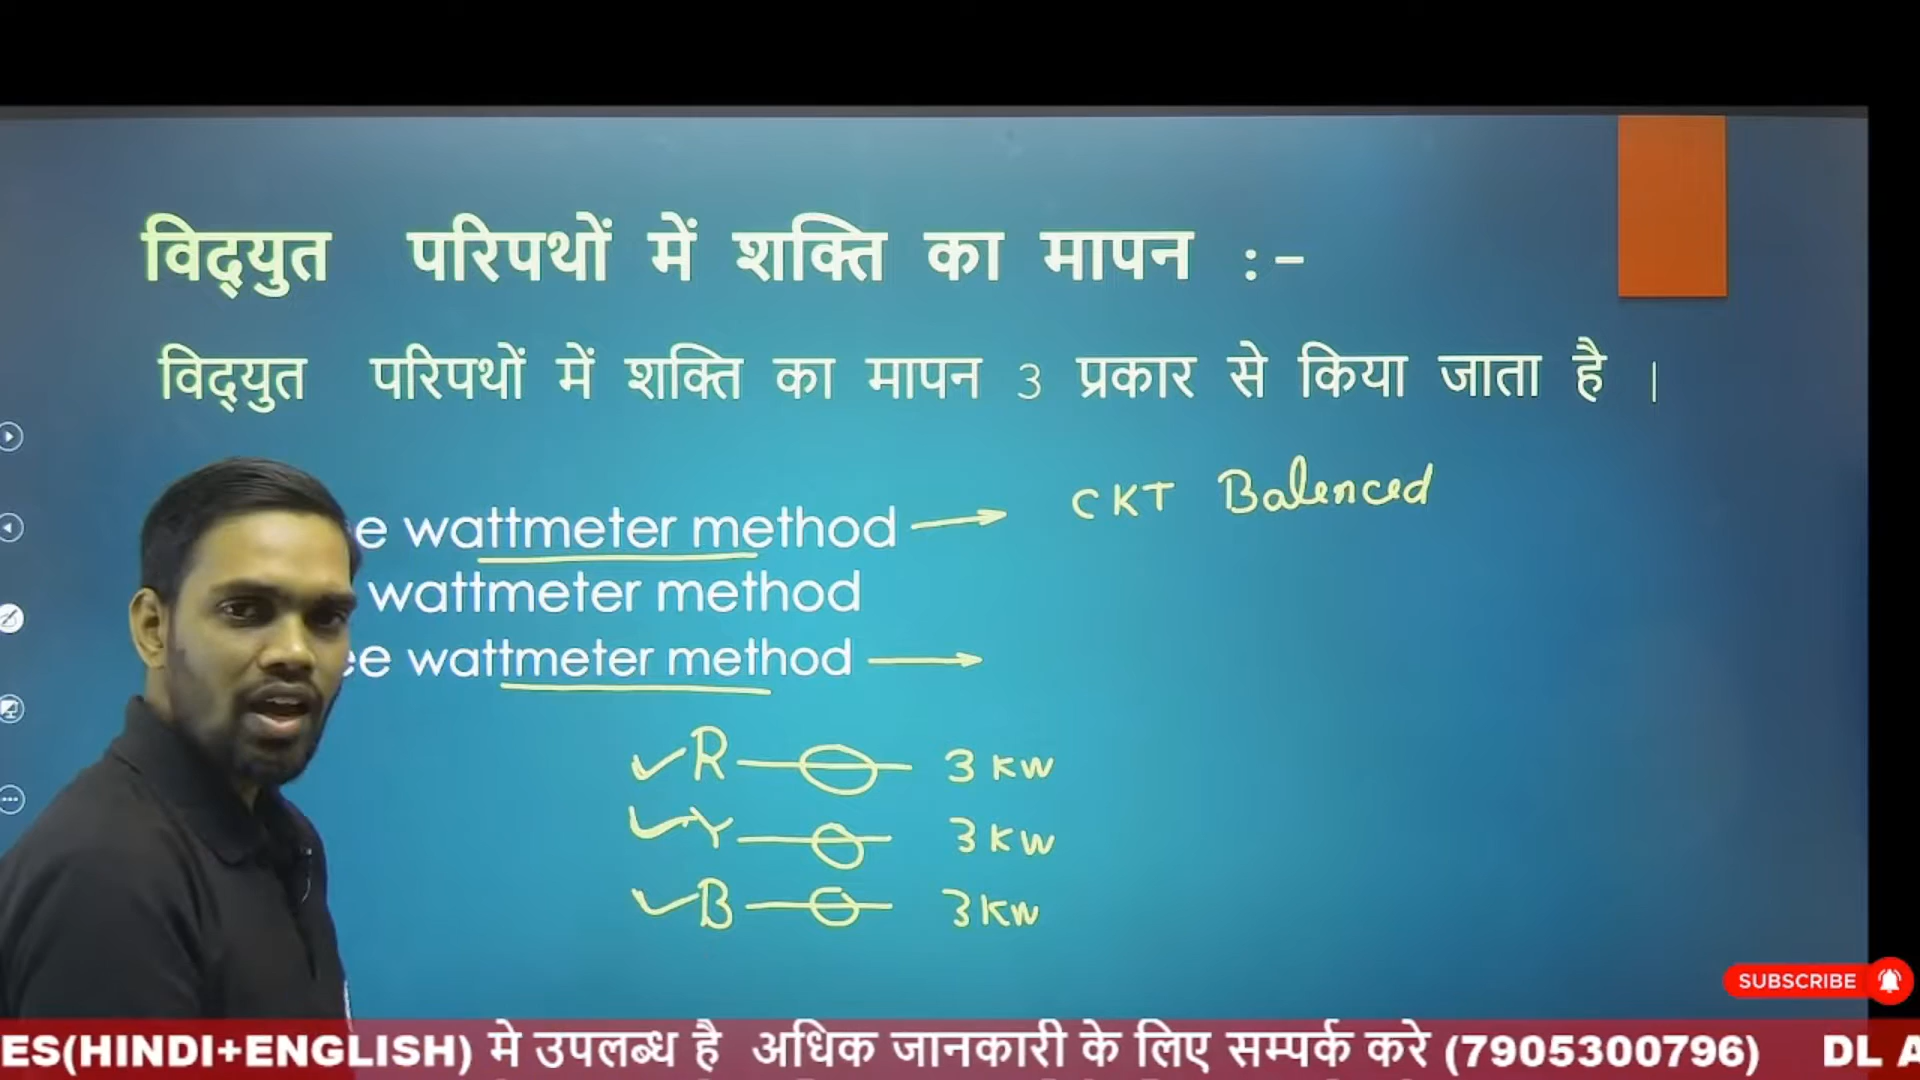 विद्युत परिपथों में शक्ति का मापन :-
विद्युत परिपथों में शक्ति का मापन 3 प्रकार से किया जाता है |
wattmeter method → CKT Balenced
wattmeter method
wattmeter method →
✓ R 3 KW
✓ Y 3 KW
✓ B 3 KW
SUBSCRIBE
ES(HINDI+ENGLISH) मे उपलब्ध है अधिक जानकारी के लिए सम्पर्क करे (7905300796) DL A